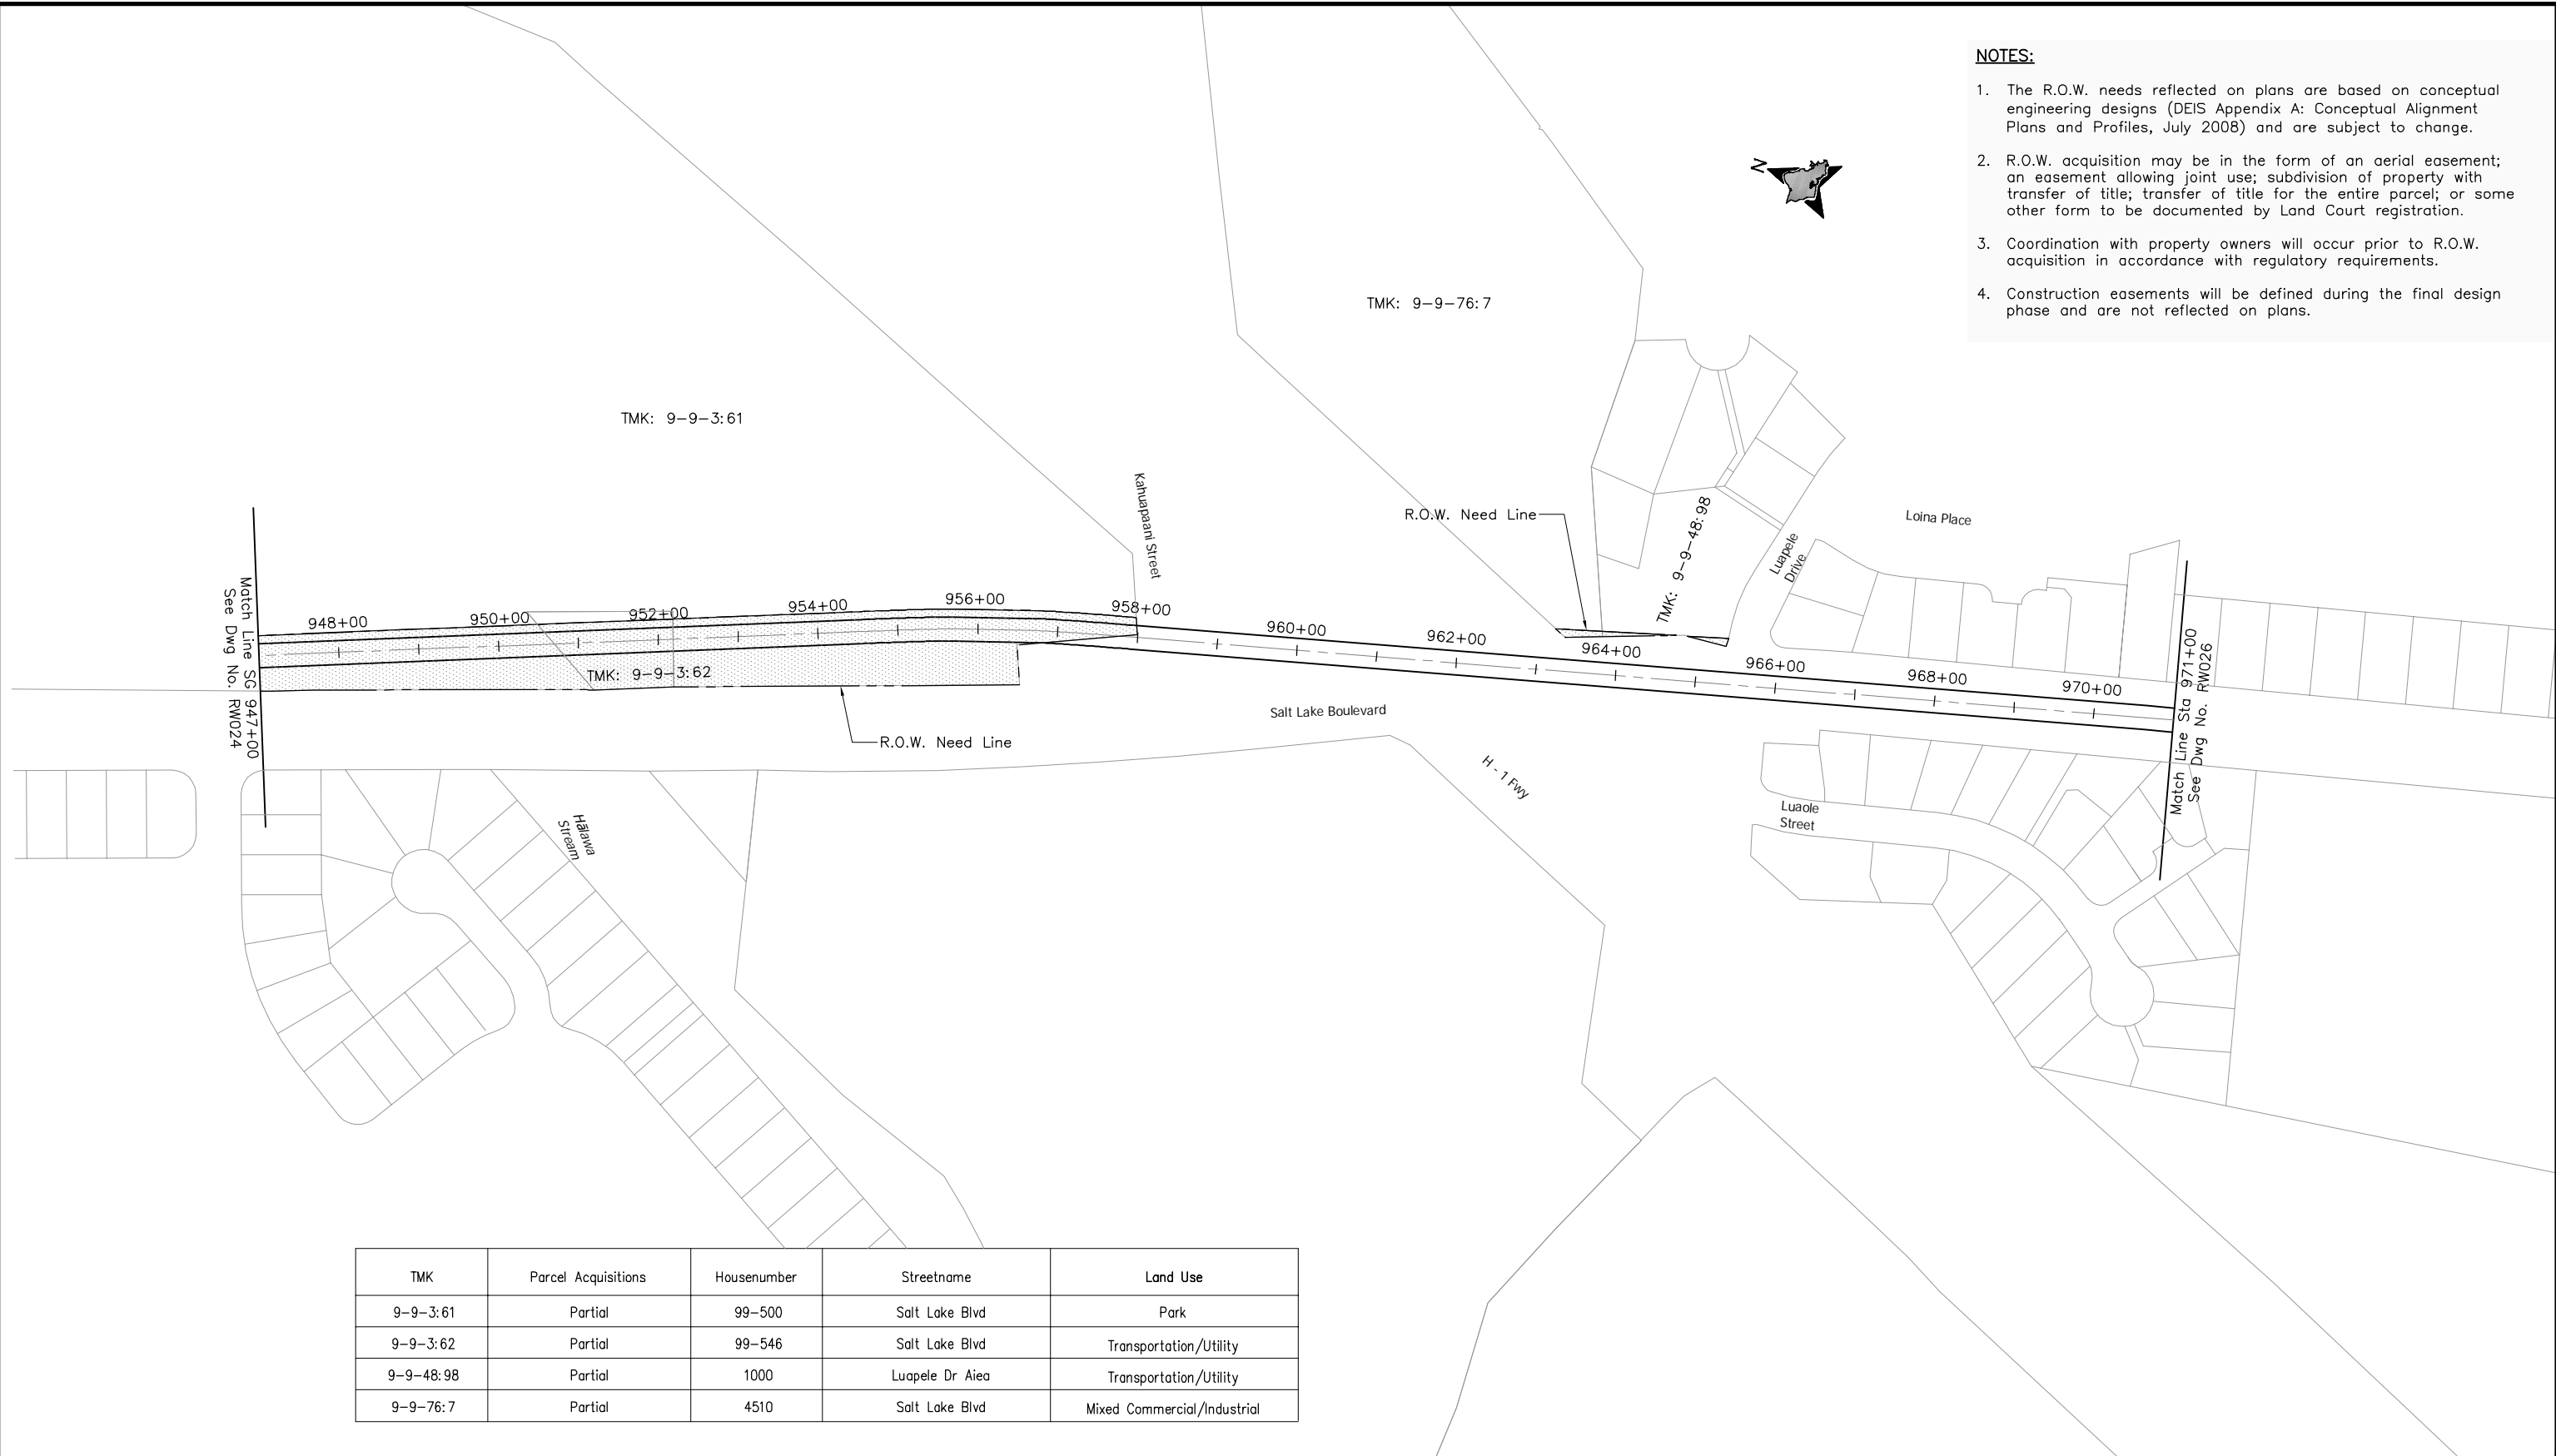 NOTES:
1. The R.O.W. needs reflected on plans are based on conceptual
engineering designs (DEIS Appendix A: Conceptual Alignment
Plans and Profiles, July 2008) and are subject to change.
2. R.O.W. acquisition may be in the form of an aerial easement;
an easement allowing joint use; subdivision of property with
transfer of title; transfer of title for the entire parcel; or some
other form to be documented by Land Court registration.
3. Coordination with property owners will occur prior to R.O.W.
acquisition in accordance with regulatory requirements.
4. Construction easements will be defined during the final design
phase and are not reflected on plans.
N
TMK: 9-9-76:7
TMK: 9-9-3:61
Kahuapaani Street
R.O.W. Need Line
TMK: 9-9-48:98
Luapele
Drive
Loina Place
Match Line SG 947+00
See Dwg No. RW024
948+00
950+00
952+00
954+00
956+00
958+00
960+00
962+00
964+00
966+00
968+00
970+00
Match Line Sta 971+00
See Dwg No. RW026
TMK: 9-9-3:62
R.O.W. Need Line
Salt Lake Boulevard
H - 1 Fwy
Luaole
Street
Hālawa
Stream
TMK Parcel Acquisitions Housenumber Streetname Land Use
9-9-3:61 Partial 99-500 Salt Lake Blvd Park
9-9-3:62 Partial 99-546 Salt Lake Blvd Transportation/Utility
9-9-48:98 Partial 1000 Luapele Dr Aiea Transportation/Utility
9-9-76:7 Partial 4510 Salt Lake Blvd Mixed Commercial/Industrial